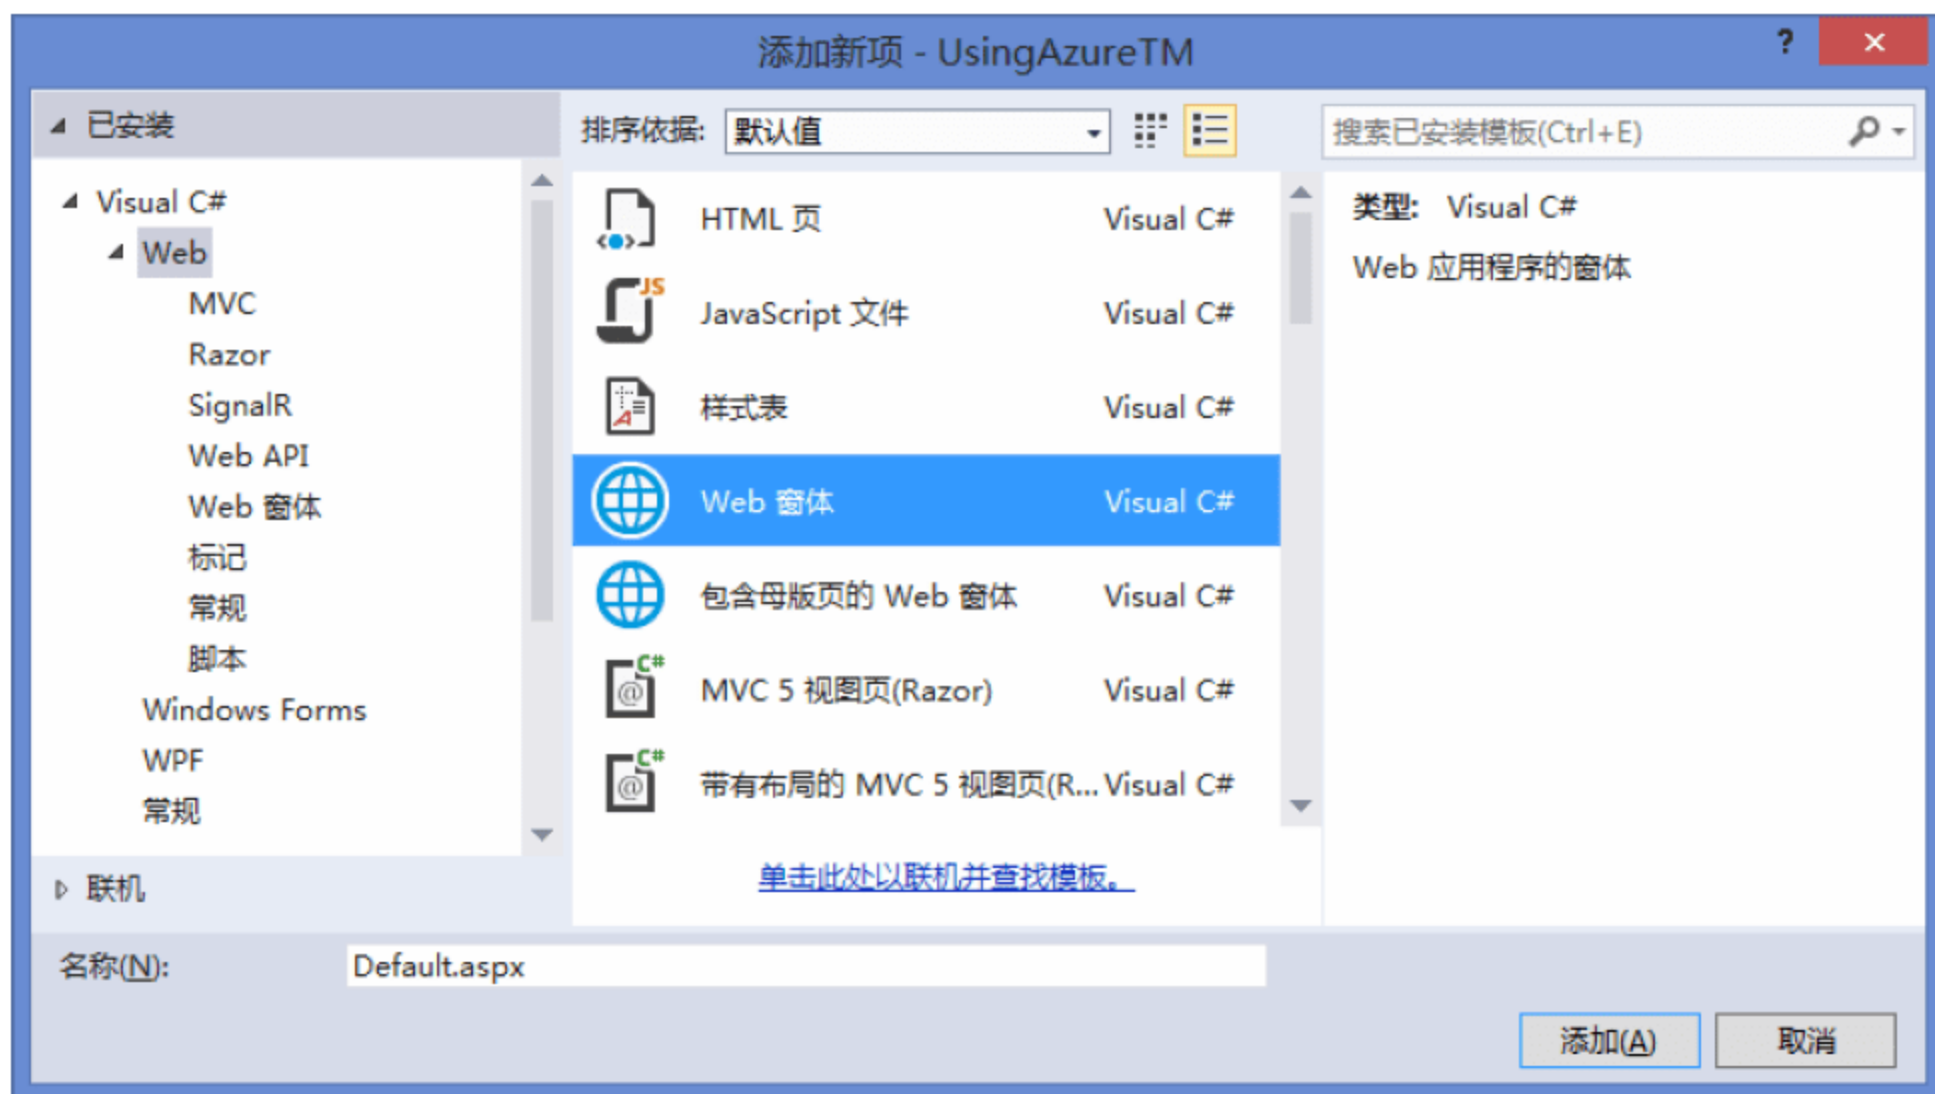 添加新项 - UsingAzureTM
?
已安装
Visual C#
Web
MVC
Razor
SignalR
Web API
Web 窗体
标记
常规
脚本
Windows Forms
WPF
常规
联机
排序依据: 默认值
HTML 页 Visual C#
JS
JavaScript 文件 Visual C#
A
样式表 Visual C#
Web 窗体 Visual C#
包含母版页的 Web 窗体 Visual C#
C#
@
MVC 5 视图页(Razor) Visual C#
C#
@
带有布局的 MVC 5 视图页(R... Visual C#
单击此处以联机并查找模板。
搜索已安装模板(Ctrl+E)
类型: Visual C#
Web 应用程序的窗体
名称(N): Default.aspx
添加(A) 取消